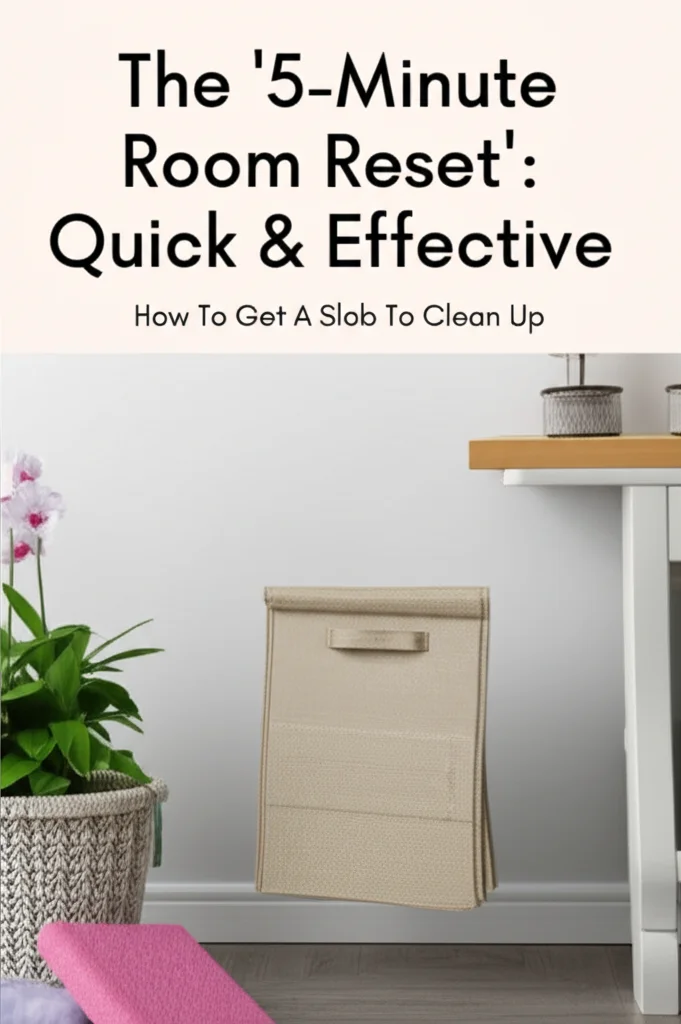 The '5-Minute
Room Reset':
Quick & Effective
How To Get A Slob To Clean Up